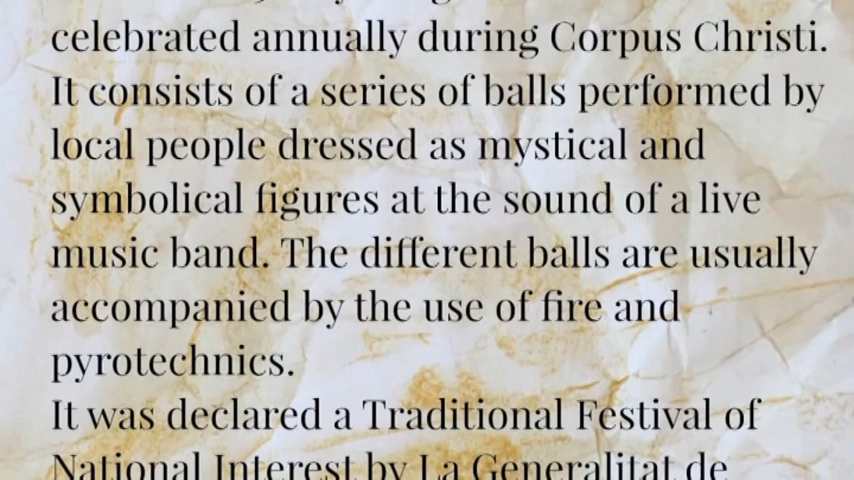 celebrated annually during Corpus Christi.
It consists of a series of balls performed by
local people dressed as mystical and
symbolical figures at the sound of a live
music band. The different balls are usually
accompanied by the use of fire and
pyrotechnics.
It was declared a Traditional Festival of
National Interest by La Generalitat de